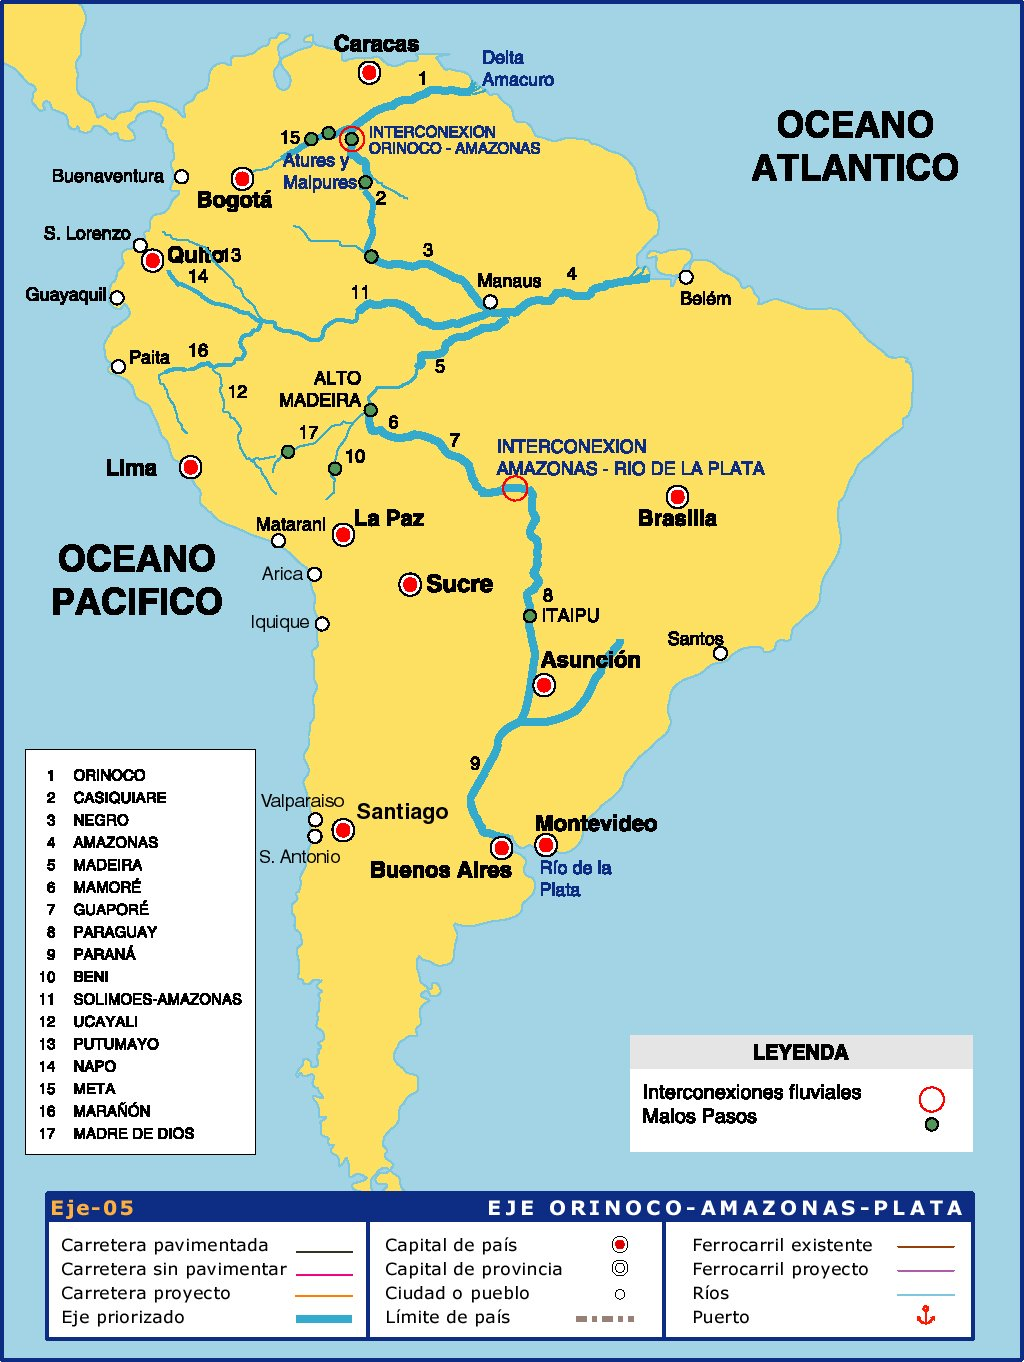 Caracas
1
Delta
Amacuro
OCEANO
ATLANTICO
15
INTERCONEXION
ORINOCO - AMAZONAS
Atures y
Maipures
Buenaventura
Bogotá
2
S. Lorenzo
Quito
13
3
14
Manaus
4
Guayaquil
11
Belém
Paita
16
5
12
ALTO
MADEIRA
6
17
7
10
INTERCONEXION
AMAZONAS - RIO DE LA PLATA
Lima
Brasilia
Matarani
La Paz
OCEANO
PACIFICO
Arica
Sucre
8
ITAIPU
Iquique
Santos
Asunción
9
Valparaiso
Santiago
S. Antonio
Montevideo
Buenos Aires
Río de la
Plata
1 ORINOCO
2 CASIQUIARE
3 NEGRO
4 AMAZONAS
5 MADEIRA
6 MAMORÉ
7 GUAPORÉ
8 PARAGUAY
9 PARANÁ
10 BENI
11 SOLIMOES-AMAZONAS
12 UCAYALI
13 PUTUMAYO
14 NAPO
15 META
16 MARAÑÓN
17 MADRE DE DIOS
LEYENDA
Interconexiones fluviales
Malos Pasos
Eje-05
EJE ORINOCO-AMAZONAS-PLATA
Carretera pavimentada
Carretera sin pavimentar
Carretera proyecto
Eje priorizado
Capital de país
Capital de provincia
Ciudad o pueblo
Límite de país
Ferrocarril existente
Ferrocarril proyecto
Ríos
Puerto